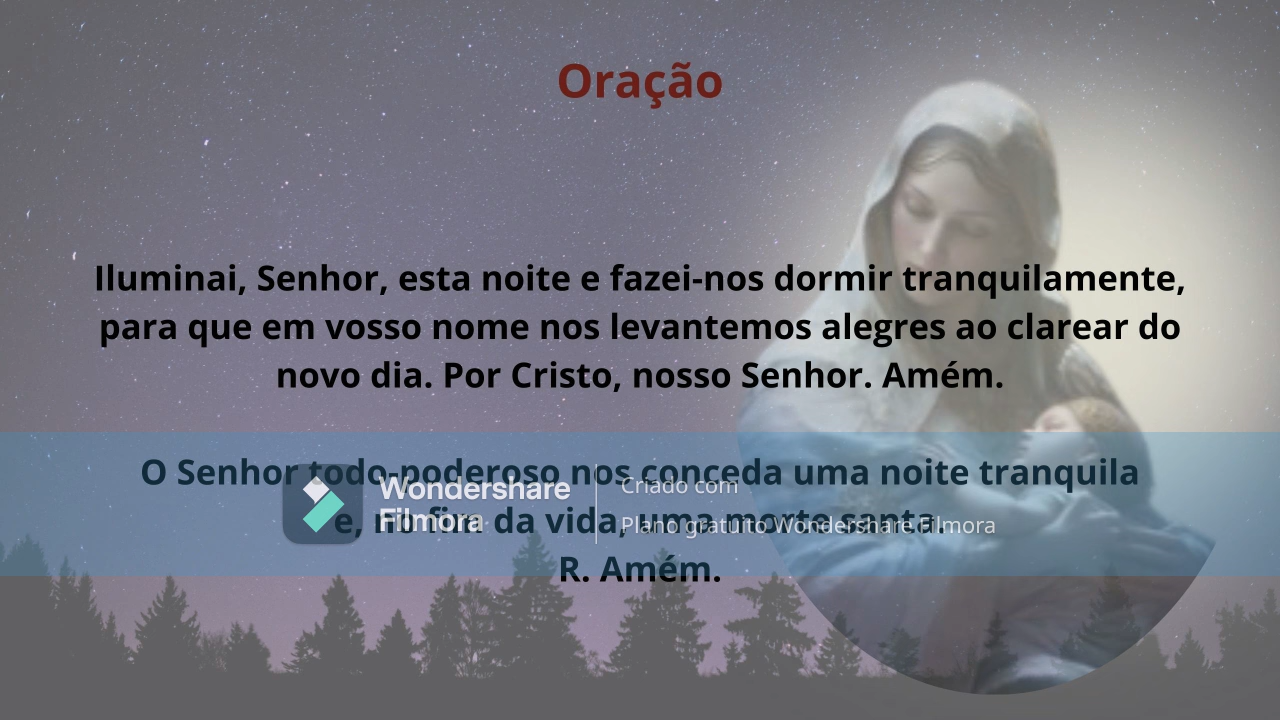 Oração
Iluminai, Senhor, esta noite e fazei-nos dormir tranquilamente,
para que em vosso nome nos levantemos alegres ao clarear do
novo dia. Por Cristo, nosso Senhor. Amém.
O Senhor todo-poderoso nos conceda uma noite tranquila
e, no fim da vida, uma morte santa.
R. Amém.
Wondershare
Filmora
Criado com
Plano gratuito Wondershare Filmora